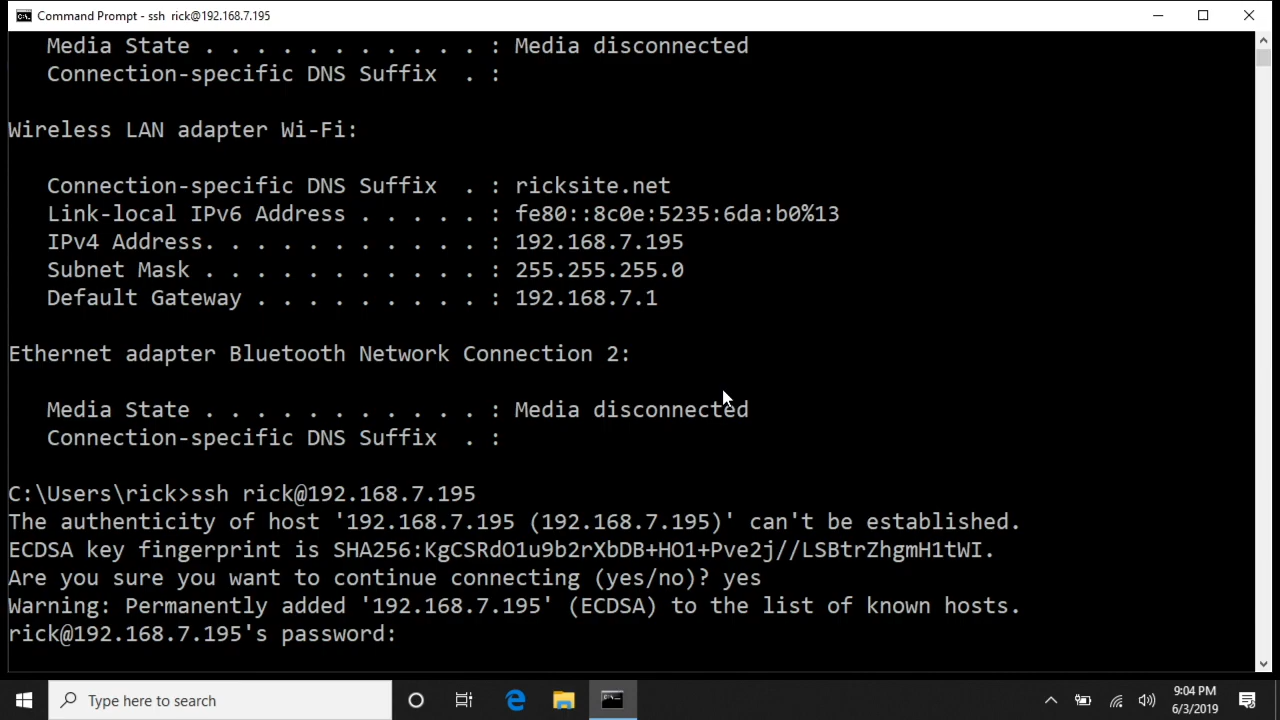 Command Prompt - ssh  rick@192.168.7.195
Media State . . . . . . . . . . . : Media disconnected
Connection-specific DNS Suffix  . :
Wireless LAN adapter Wi-Fi:
Connection-specific DNS Suffix  . : ricksite.net
Link-local IPv6 Address . . . . . : fe80::8c0e:5235:6da:b0%13
IPv4 Address. . . . . . . . . . . : 192.168.7.195
Subnet Mask . . . . . . . . . . . : 255.255.255.0
Default Gateway . . . . . . . . . : 192.168.7.1
Ethernet adapter Bluetooth Network Connection 2:
Media State . . . . . . . . . . . : Media disconnected
Connection-specific DNS Suffix  . :
C:\Users\rick>ssh rick@192.168.7.195
The authenticity of host '192.168.7.195 (192.168.7.195)' can't be established.
ECDSA key fingerprint is SHA256:KgCSRdO1u9b2rXbDB+HO1+Pve2j//LSBtrZhgmH1tWI.
Are you sure you want to continue connecting (yes/no)? yes
Warning: Permanently added '192.168.7.195' (ECDSA) to the list of known hosts.
rick@192.168.7.195's password:
Type here to search
9:04 PM
6/3/2019